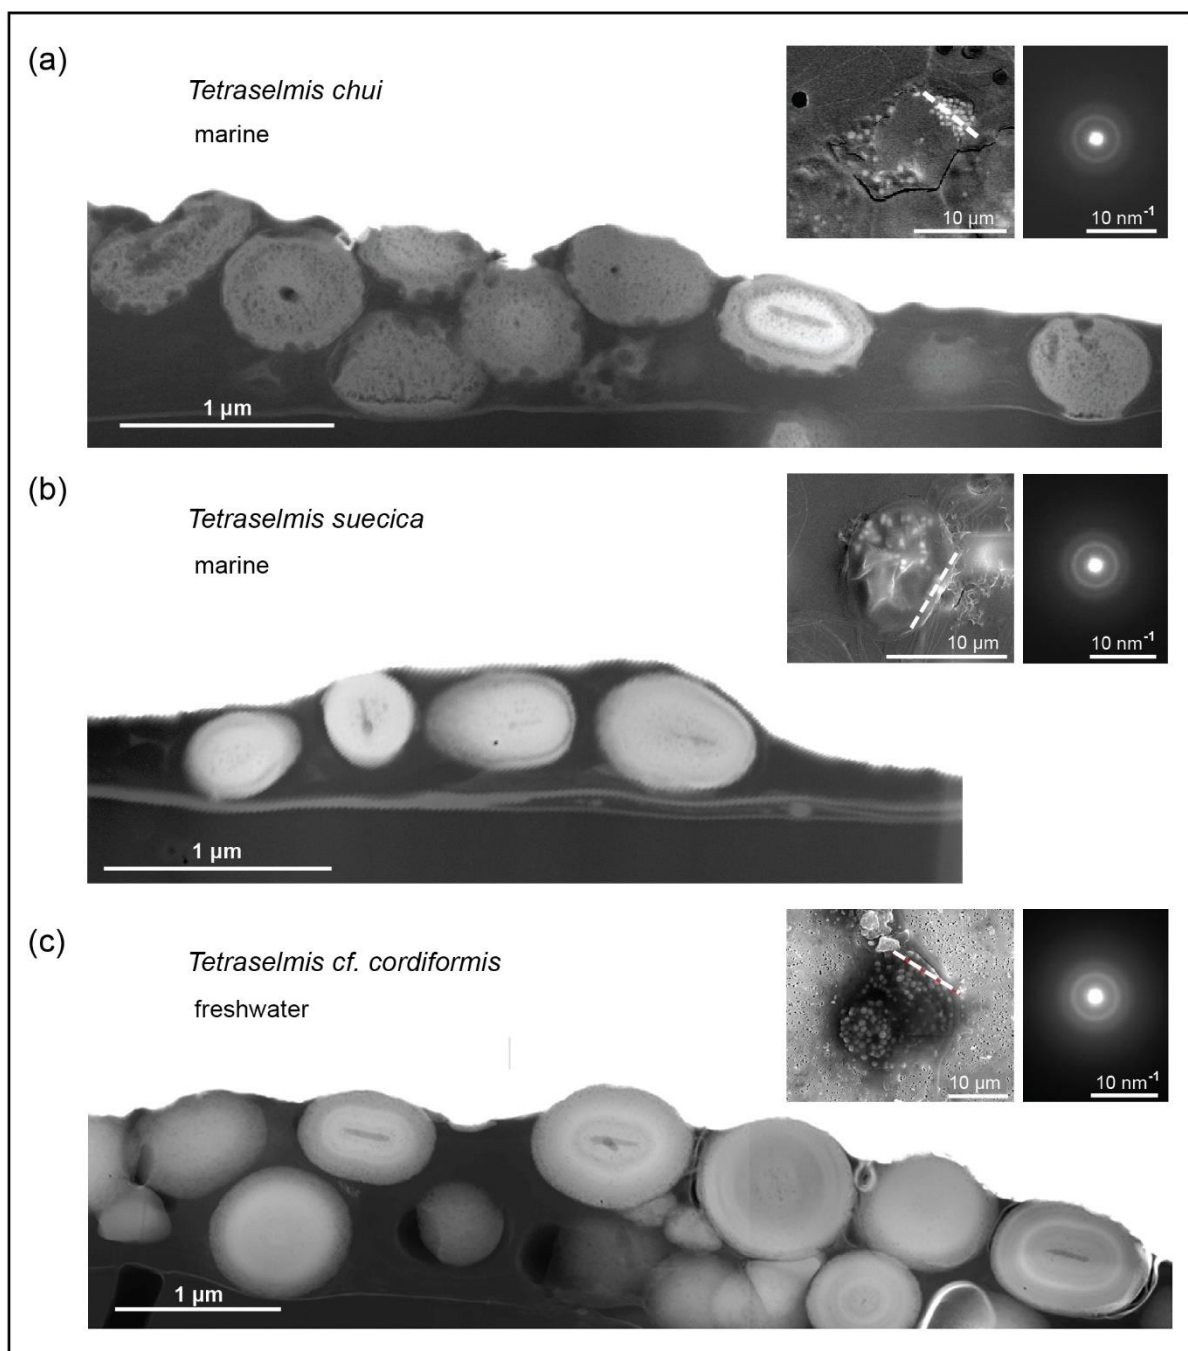 (a)
Tetraselmis chui
marine
10 µm
10 nm⁻¹
1 µm
(b)
Tetraselmis suecica
marine
10 µm
10 nm⁻¹
1 µm
(c)
Tetraselmis cf. cordiformis
freshwater
10 µm
10 nm⁻¹
1 µm